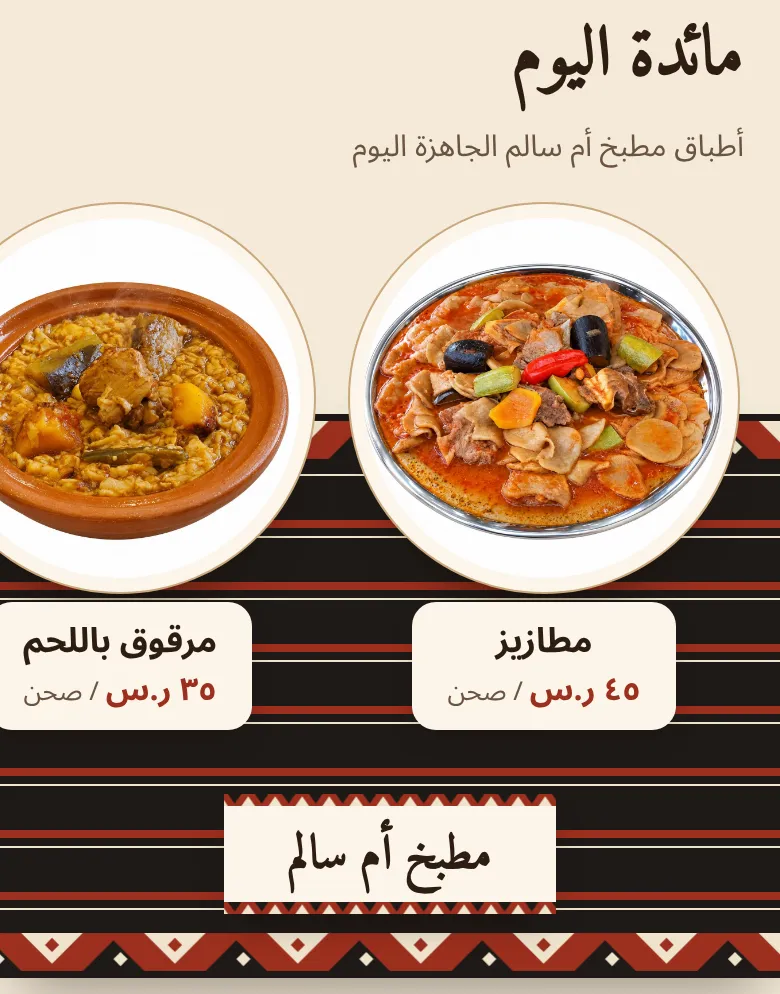 مائدة اليوم
أطباق مطبخ أم سالم الجاهزة اليوم
مطازيز
٤٥ ر.س / صحن
مرقوق باللحم
٣٥ ر.س / صحن
مطبخ أم سالم